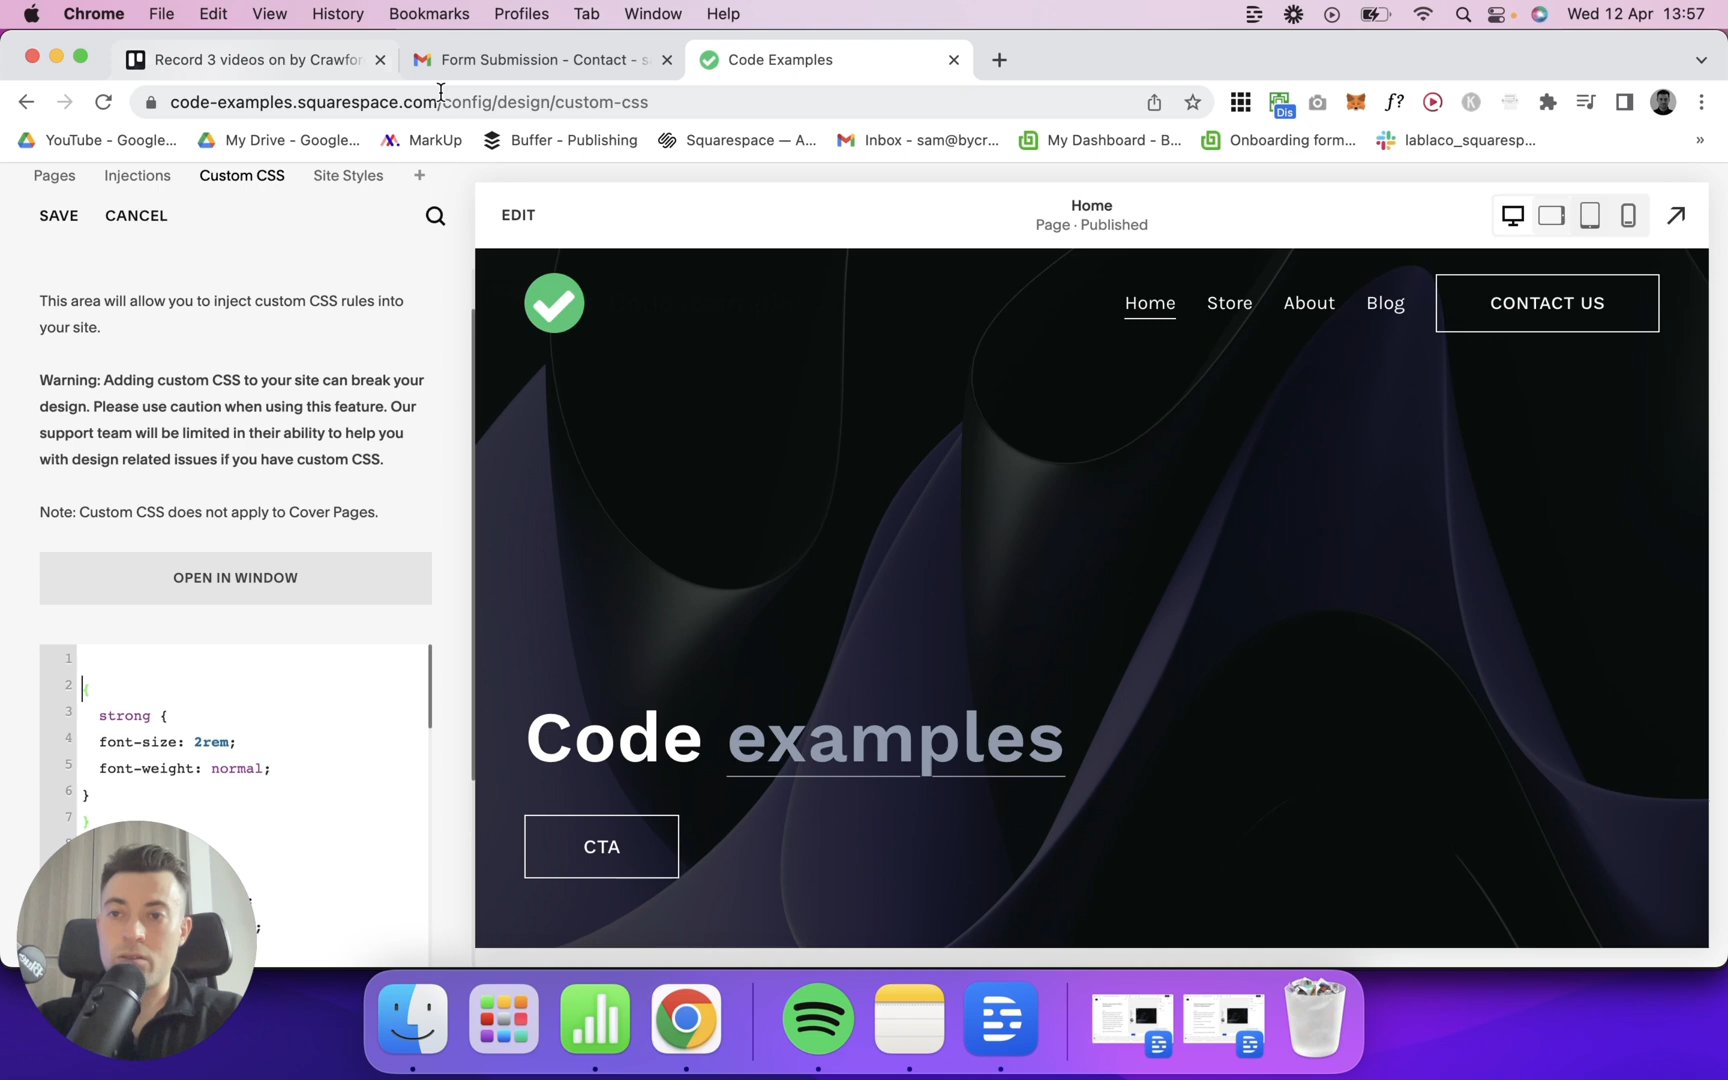 Chrome File Edit View History Bookmarks Profiles Tab Window Help
Wed 12 Apr 13:57
Record 3 videos on by Crawfor
Form Submission - Contact - s
Code Examples
code-examples.squarespace.com/config/design/custom-css
f?
Dis
YouTube - Google...
My Drive - Google...
MarkUp
Buffer - Publishing
Squarespace — A...
Inbox - sam@bycr...
My Dashboard - B...
Onboarding form...
lablaco_squaresp...
»
Pages Injections Custom CSS Site Styles +
SAVE CANCEL
EDIT
Home
Page · Published
This area will allow you to inject custom CSS rules into
your site.
Warning: Adding custom CSS to your site can break your
design. Please use caution when using this feature. Our
support team will be limited in their ability to help you
with design related issues if you have custom CSS.
Note: Custom CSS does not apply to Cover Pages.
OPEN IN WINDOW
1
2 {
3 strong {
4 font-size: 2rem;
5 font-weight: normal;
6 }
7 }
;
;
Home Store About Blog CONTACT US
Code examples
CTA